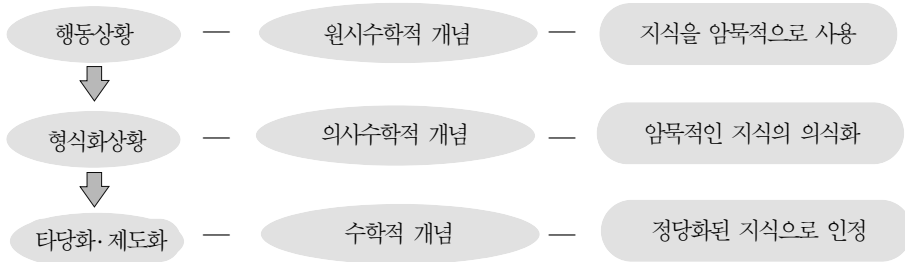 행동상황 — 원시수학적 개념 — 지식을 암묵적으로 사용
형식화상황 — 의사수학적 개념 — 암묵적인 지식의 의식화
타당화·제도화 — 수학적 개념 — 정당화된 지식으로 인정